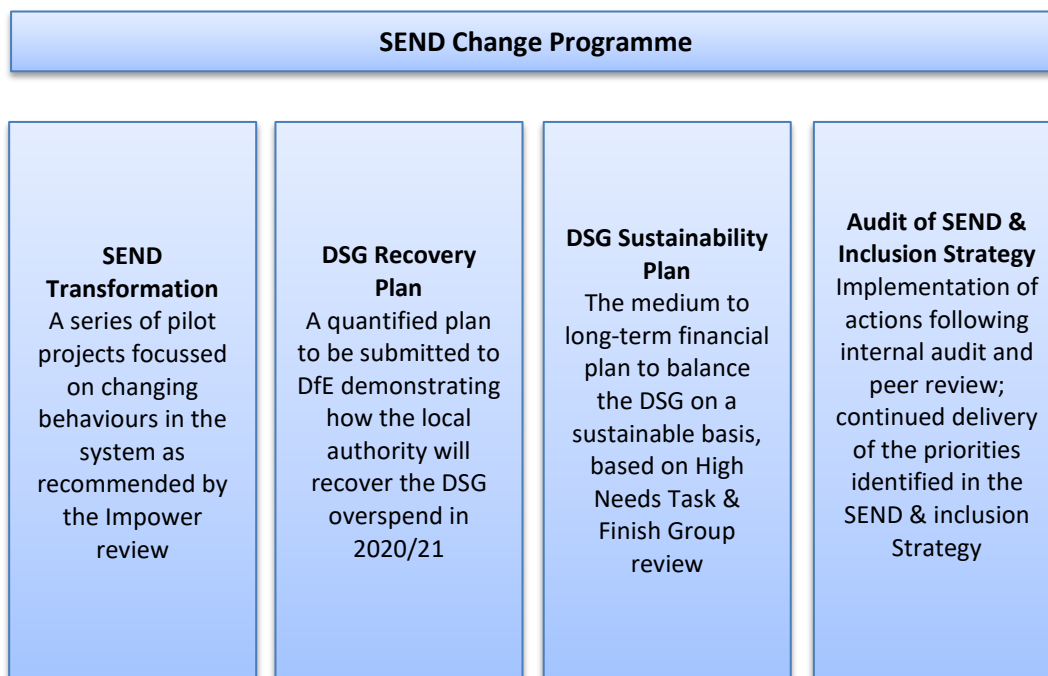 SEND Change Programme
SEND
Transformation
A series of pilot
projects focussed
on changing
behaviours in the
system as
recommended by
the Impower
review
DSG Recovery
Plan
A quantified plan
to be submitted to
DfE demonstrating
how the local
authority will
recover the DSG
overspend in
2020/21
DSG Sustainability
Plan
The medium to
long-term financial
plan to balance
the DSG on a
sustainable basis,
based on High
Needs Task &
Finish Group
review
Audit of SEND &
Inclusion Strategy
Implementation of
actions following
internal audit and
peer review;
continued delivery
of the priorities
identified in the
SEND & inclusion
Strategy